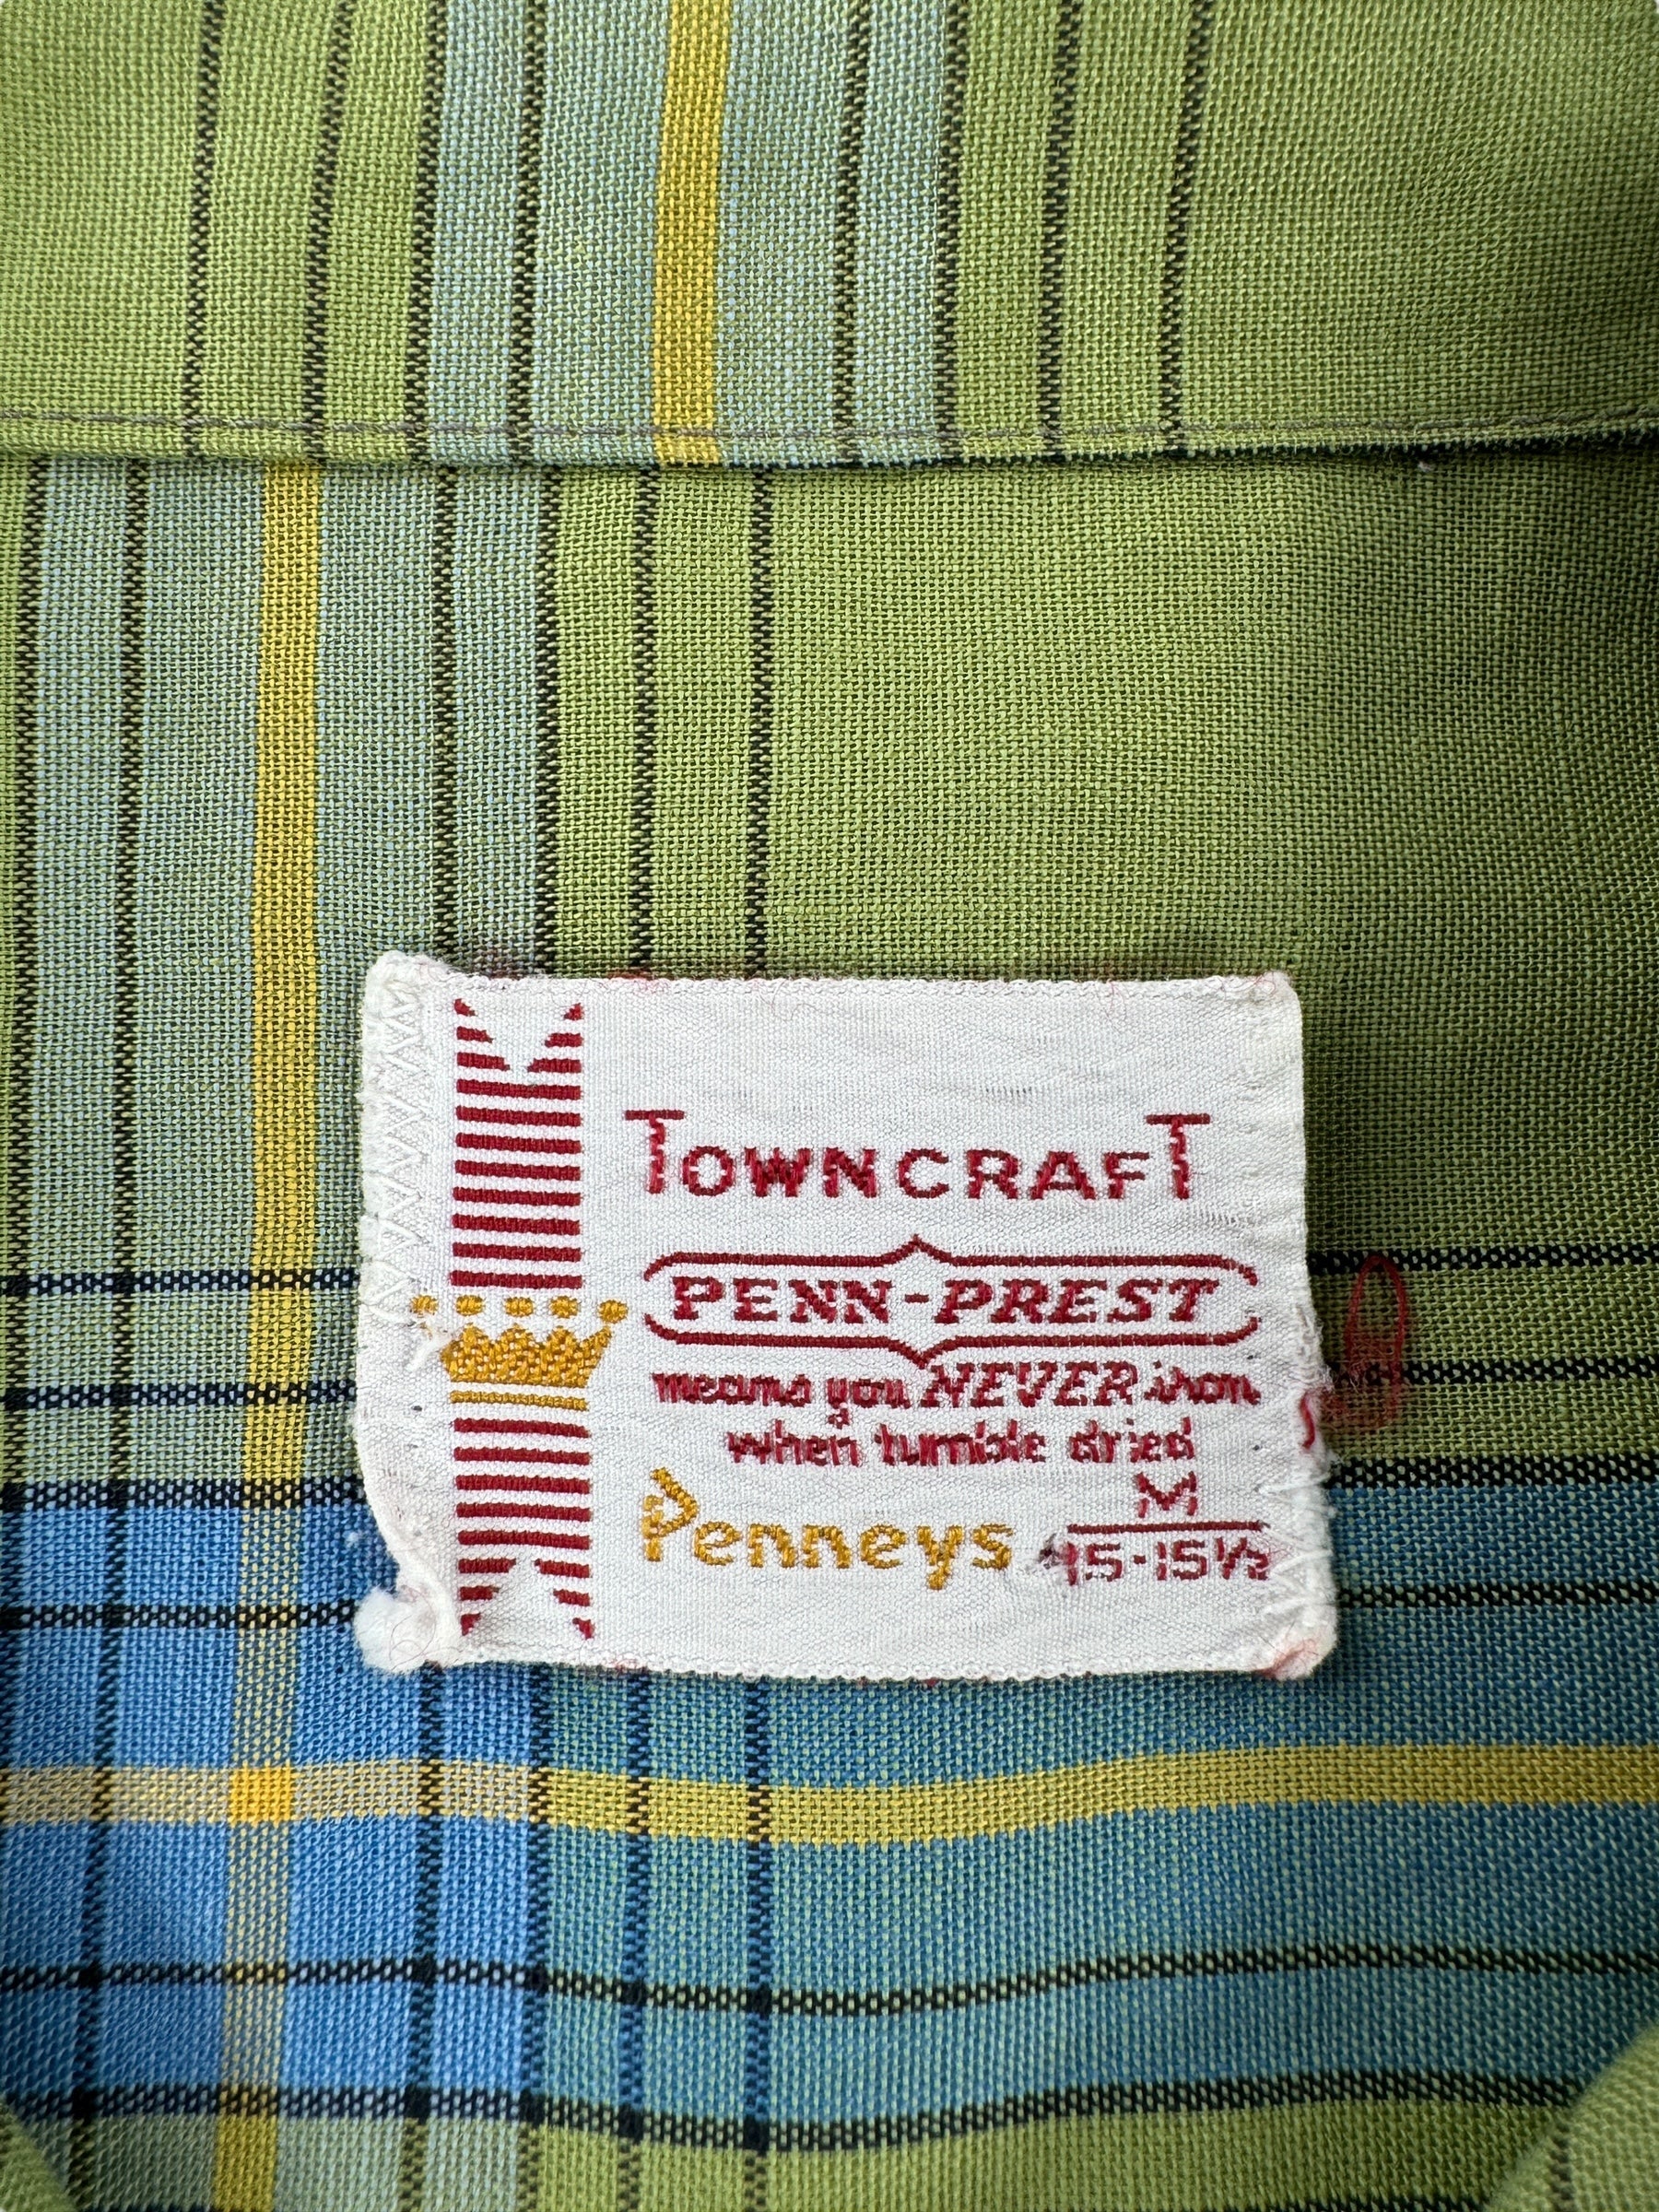 TOWNCRAFT
PENN-PREST
means you NEVER iron
when tumble dried
M
Penneys 15-15½